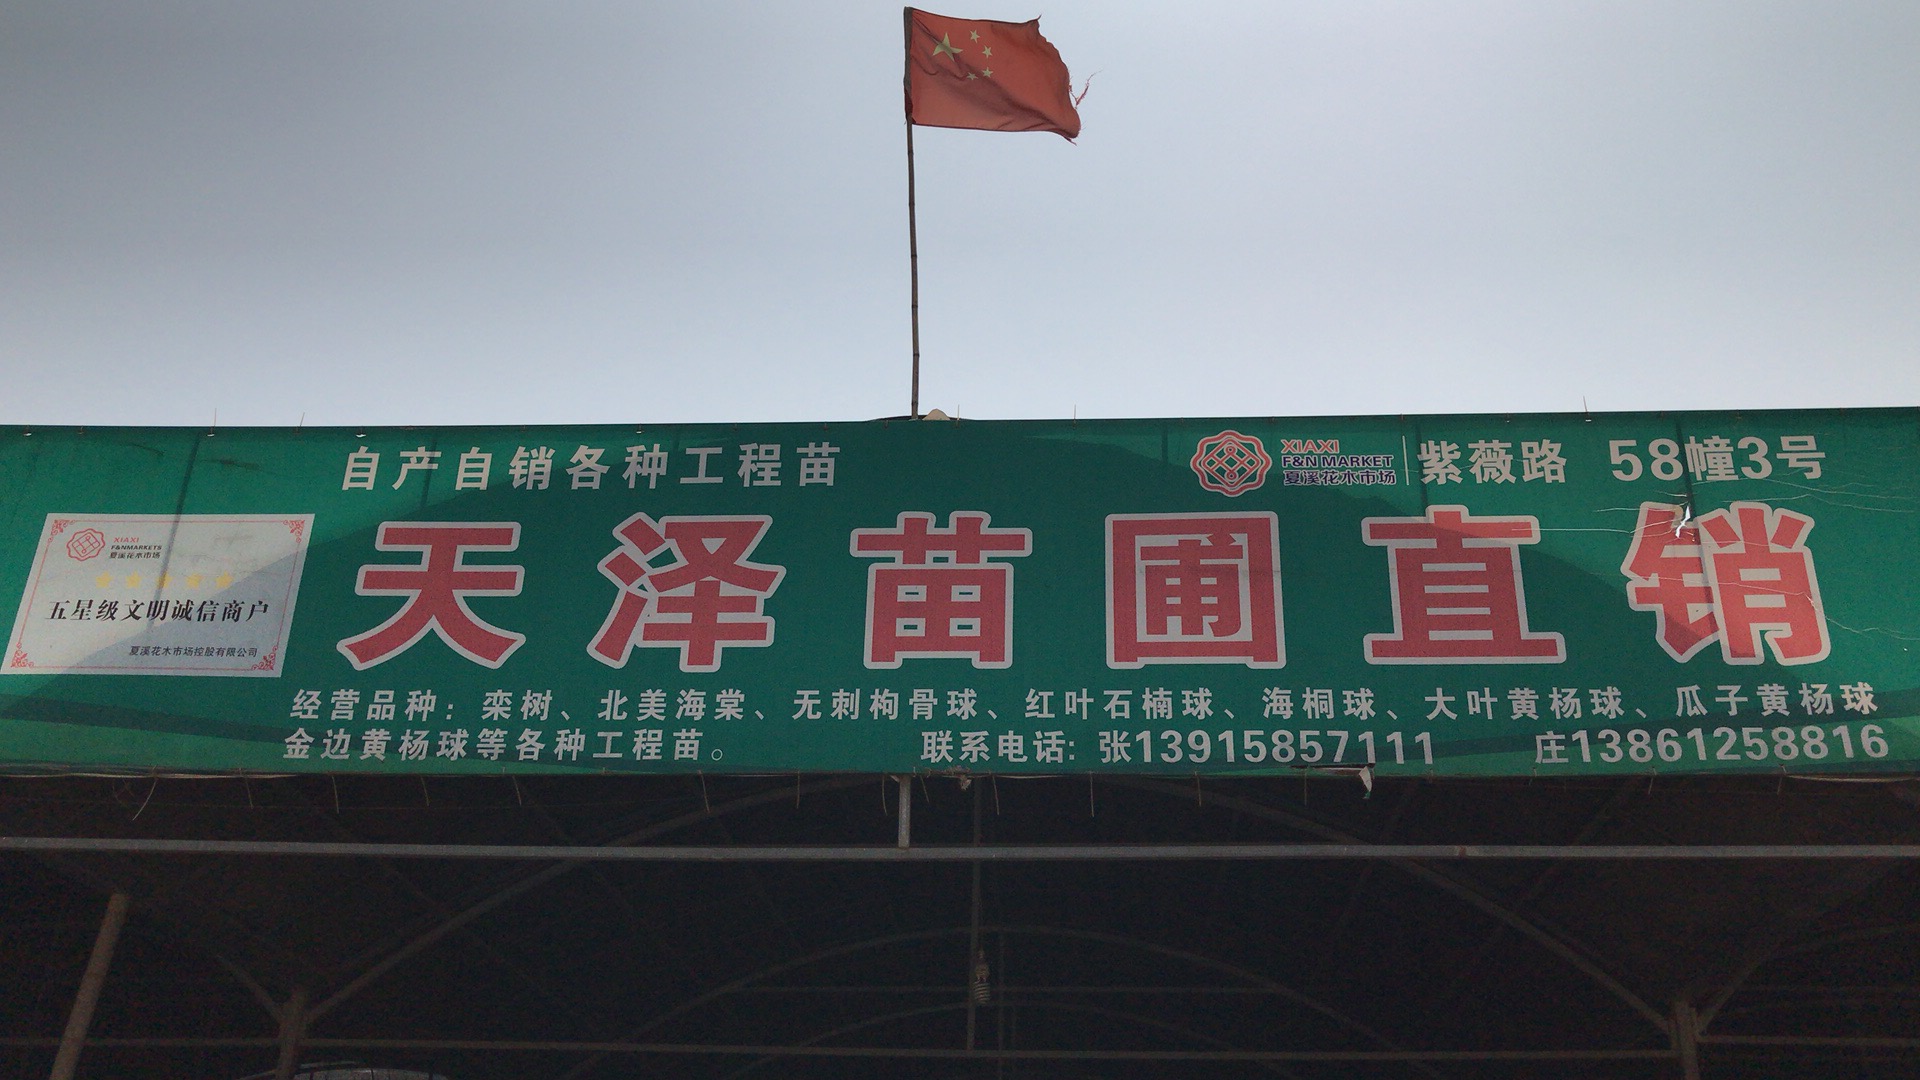 自产自销各种工程苗
XIAXI
F&N MARKET
夏溪花木市场
紫薇路 58幢3号
XIAXI
F&NMARKETS
夏溪花木市场
五星级文明诚信商户
夏溪花木市场控股有限公司
天泽苗圃直销
经营品种：栾树、北美海棠、无刺枸骨球、红叶石楠球、海桐球、大叶黄杨球、瓜子黄杨球
金边黄杨球等各种工程苗。 联系电话：张13915857111 庄13861258816